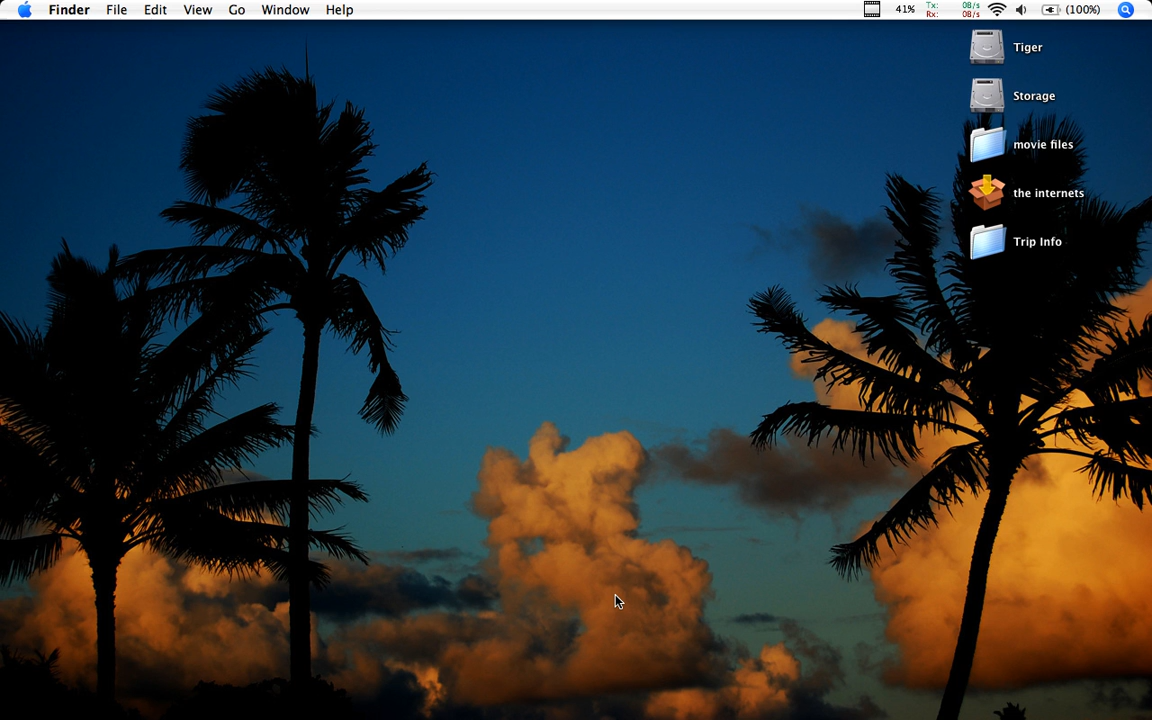 Finder File Edit View Go Window Help 41% Tx: 0B/s (100%)
Rx: 0B/s
Tiger
Storage
movie files
the internets
Trip Info